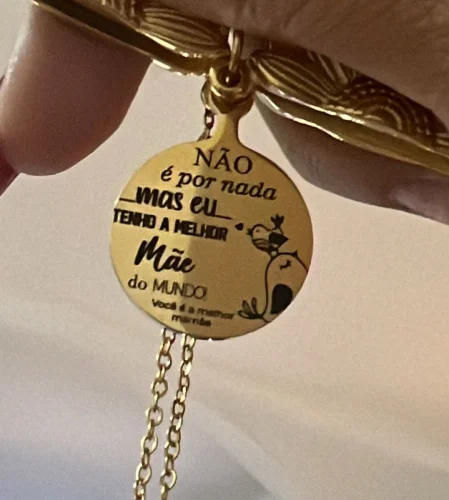 NÃO
é por nada
mas eu
TENHO A MELHOR
Mãe
do MUNDO!
Você é a melhor
mamãe